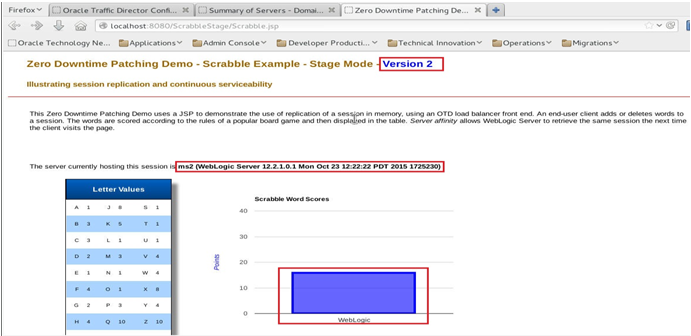 Firefox
Oracle Traffic Director Confi...
Summary of Servers - Domai...
Zero Downtime Patching De...
localhost:8080/ScrabbleStage/Scrabble.jsp
Oracle Technology Ne... Applications Admin Console Developer Producti... Technical Innovation Operations Migrations
Zero Downtime Patching Demo - Scrabble Example - Stage Mode - Version 2
Illustrating session replication and continuous serviceability
This Zero Downtime Patching Demo uses a JSP to demonstrate the use of replication of a session in memory, using an OTD load balancer front end. An end-user client adds or deletes words to
a session. The words are scored according to the rules of a popular board game and then displayed in the table. Server affinity allows WebLogic Server to retrieve the same session the next time
the client visits the page.
The server currently hosting this session is ms2 (WebLogic Server 12.2.1.0.1 Mon Oct 23 12:22:22 PDT 2015 1725230)
Letter Values
A 1 J 8 S 1
B 3 K 5 T 1
C 3 L 1 U 1
D 2 M 3 V 4
E 1 N 1 W 4
F 4 O 1 X 8
G 2 P 3 Y 4
H 4 Q 10 Z 10
Scrabble Word Scores
40
30
20
10
0
Points
WebLogic